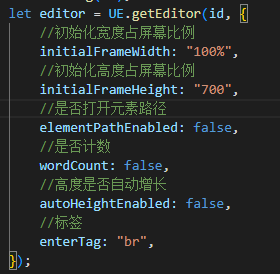 let editor = UE.getEditor(id, {
//初始化宽度占屏幕比例
initialFrameWidth: "100%",
//初始化高度占屏幕比例
initialFrameHeight: "700",
//是否打开元素路径
elementPathEnabled: false,
//是否计数
wordCount: false,
//高度是否自动增长
autoHeightEnabled: false,
//标签
enterTag: "br",
});